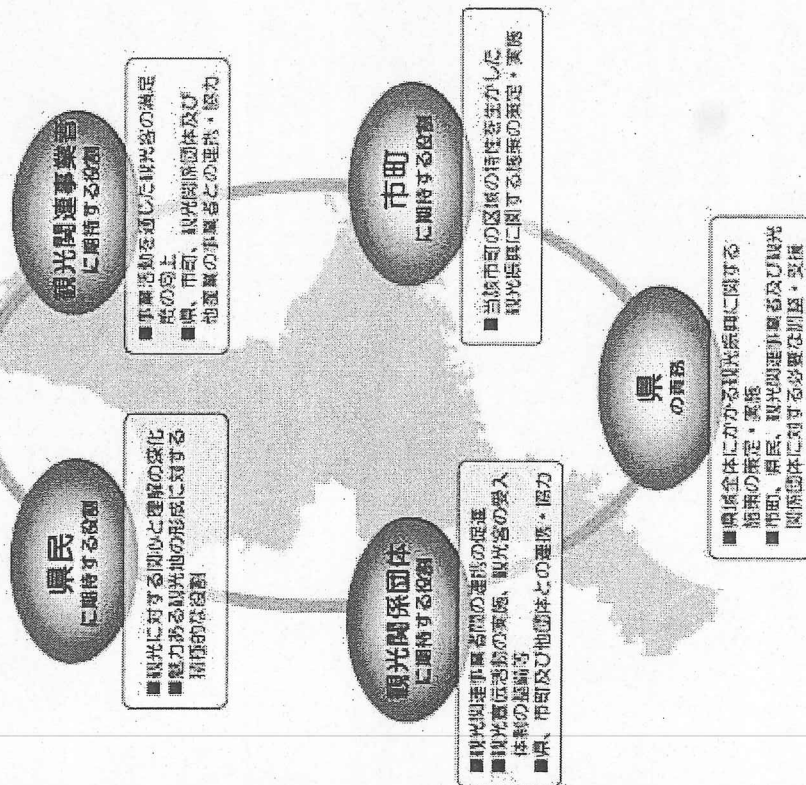 県民
に期待する役割
■観光に対する関心と理解の深化
■魅力ある観光地の形成に対する
積極的な役割
観光関連事業者
に期待する役割
■事業活動を通じた観光客の満足
度の向上
■県、市町、観光関係団体及び
他産業の事業者との連携・協力
観光関係団体
に期待する役割
■観光関連事業者間の連携の促進
■観光宣伝活動の実施、観光客の受入
体制の整備等
■県、市町及び他団体との連携・協力
市町
に期待する役割
■当該市町の区域の特性を生かした
観光振興に関する施策の策定・実施
県
の責務
■県域全体にかかる観光振興に関する
施策の策定・実施
■市町、県民、観光関連事業者及び観光
関係団体に対する必要な調整・支援